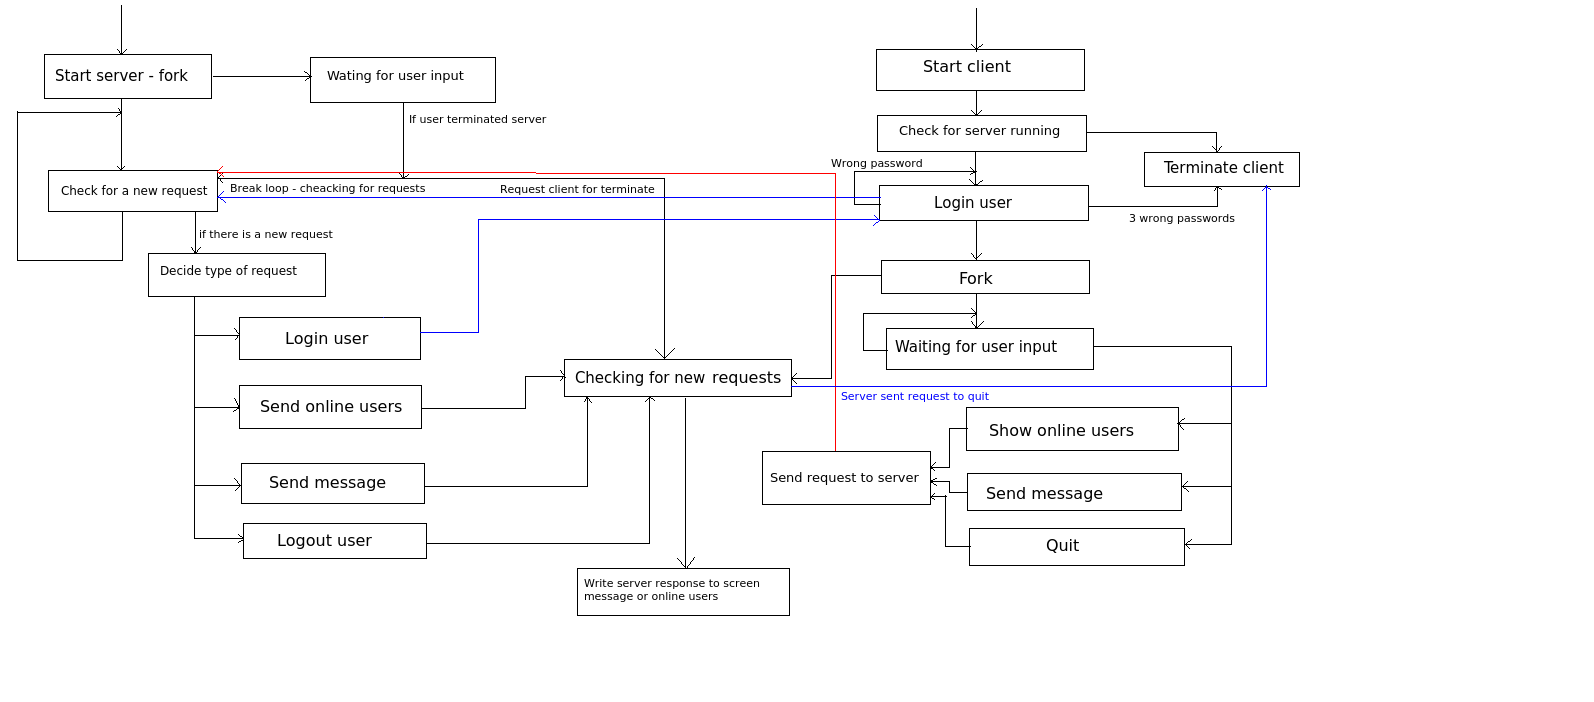 Start client
Start server - fork
Wating for user input
If user terminated server
Check for server running
Wrong password
Terminate client
Check for a new request
Break loop - cheacking for requests
Request client for terminate
Login user
3 wrong passwords
if there is a new request
Decide type of request
Fork
Login user
Waiting for user input
Checking for new requests
Server sent request to quit
Send online users
Show online users
Send message
Send request to server
Send message
Logout user
Quit
Write server response to screen
message or online users